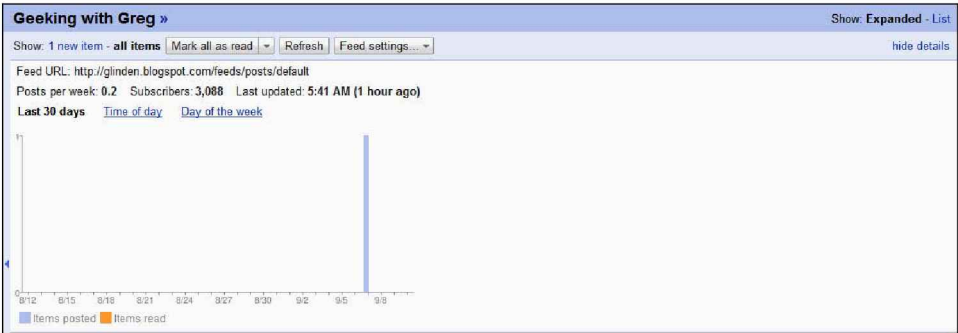 Geeking with Greg »
Show: Expanded - List
Show: 1 new item - all items Mark all as read Refresh Feed settings...
hide details
Feed URL: http://glinden.blogspot.com/feeds/posts/default
Posts per week: 0.2 Subscribers: 3,088 Last updated: 5:41 AM (1 hour ago)
Last 30 days Time of day Day of the week
1
0
8/12 8/15 8/18 8/21 8/24 8/27 8/30 9/2 9/5 9/8
Items posted Items read